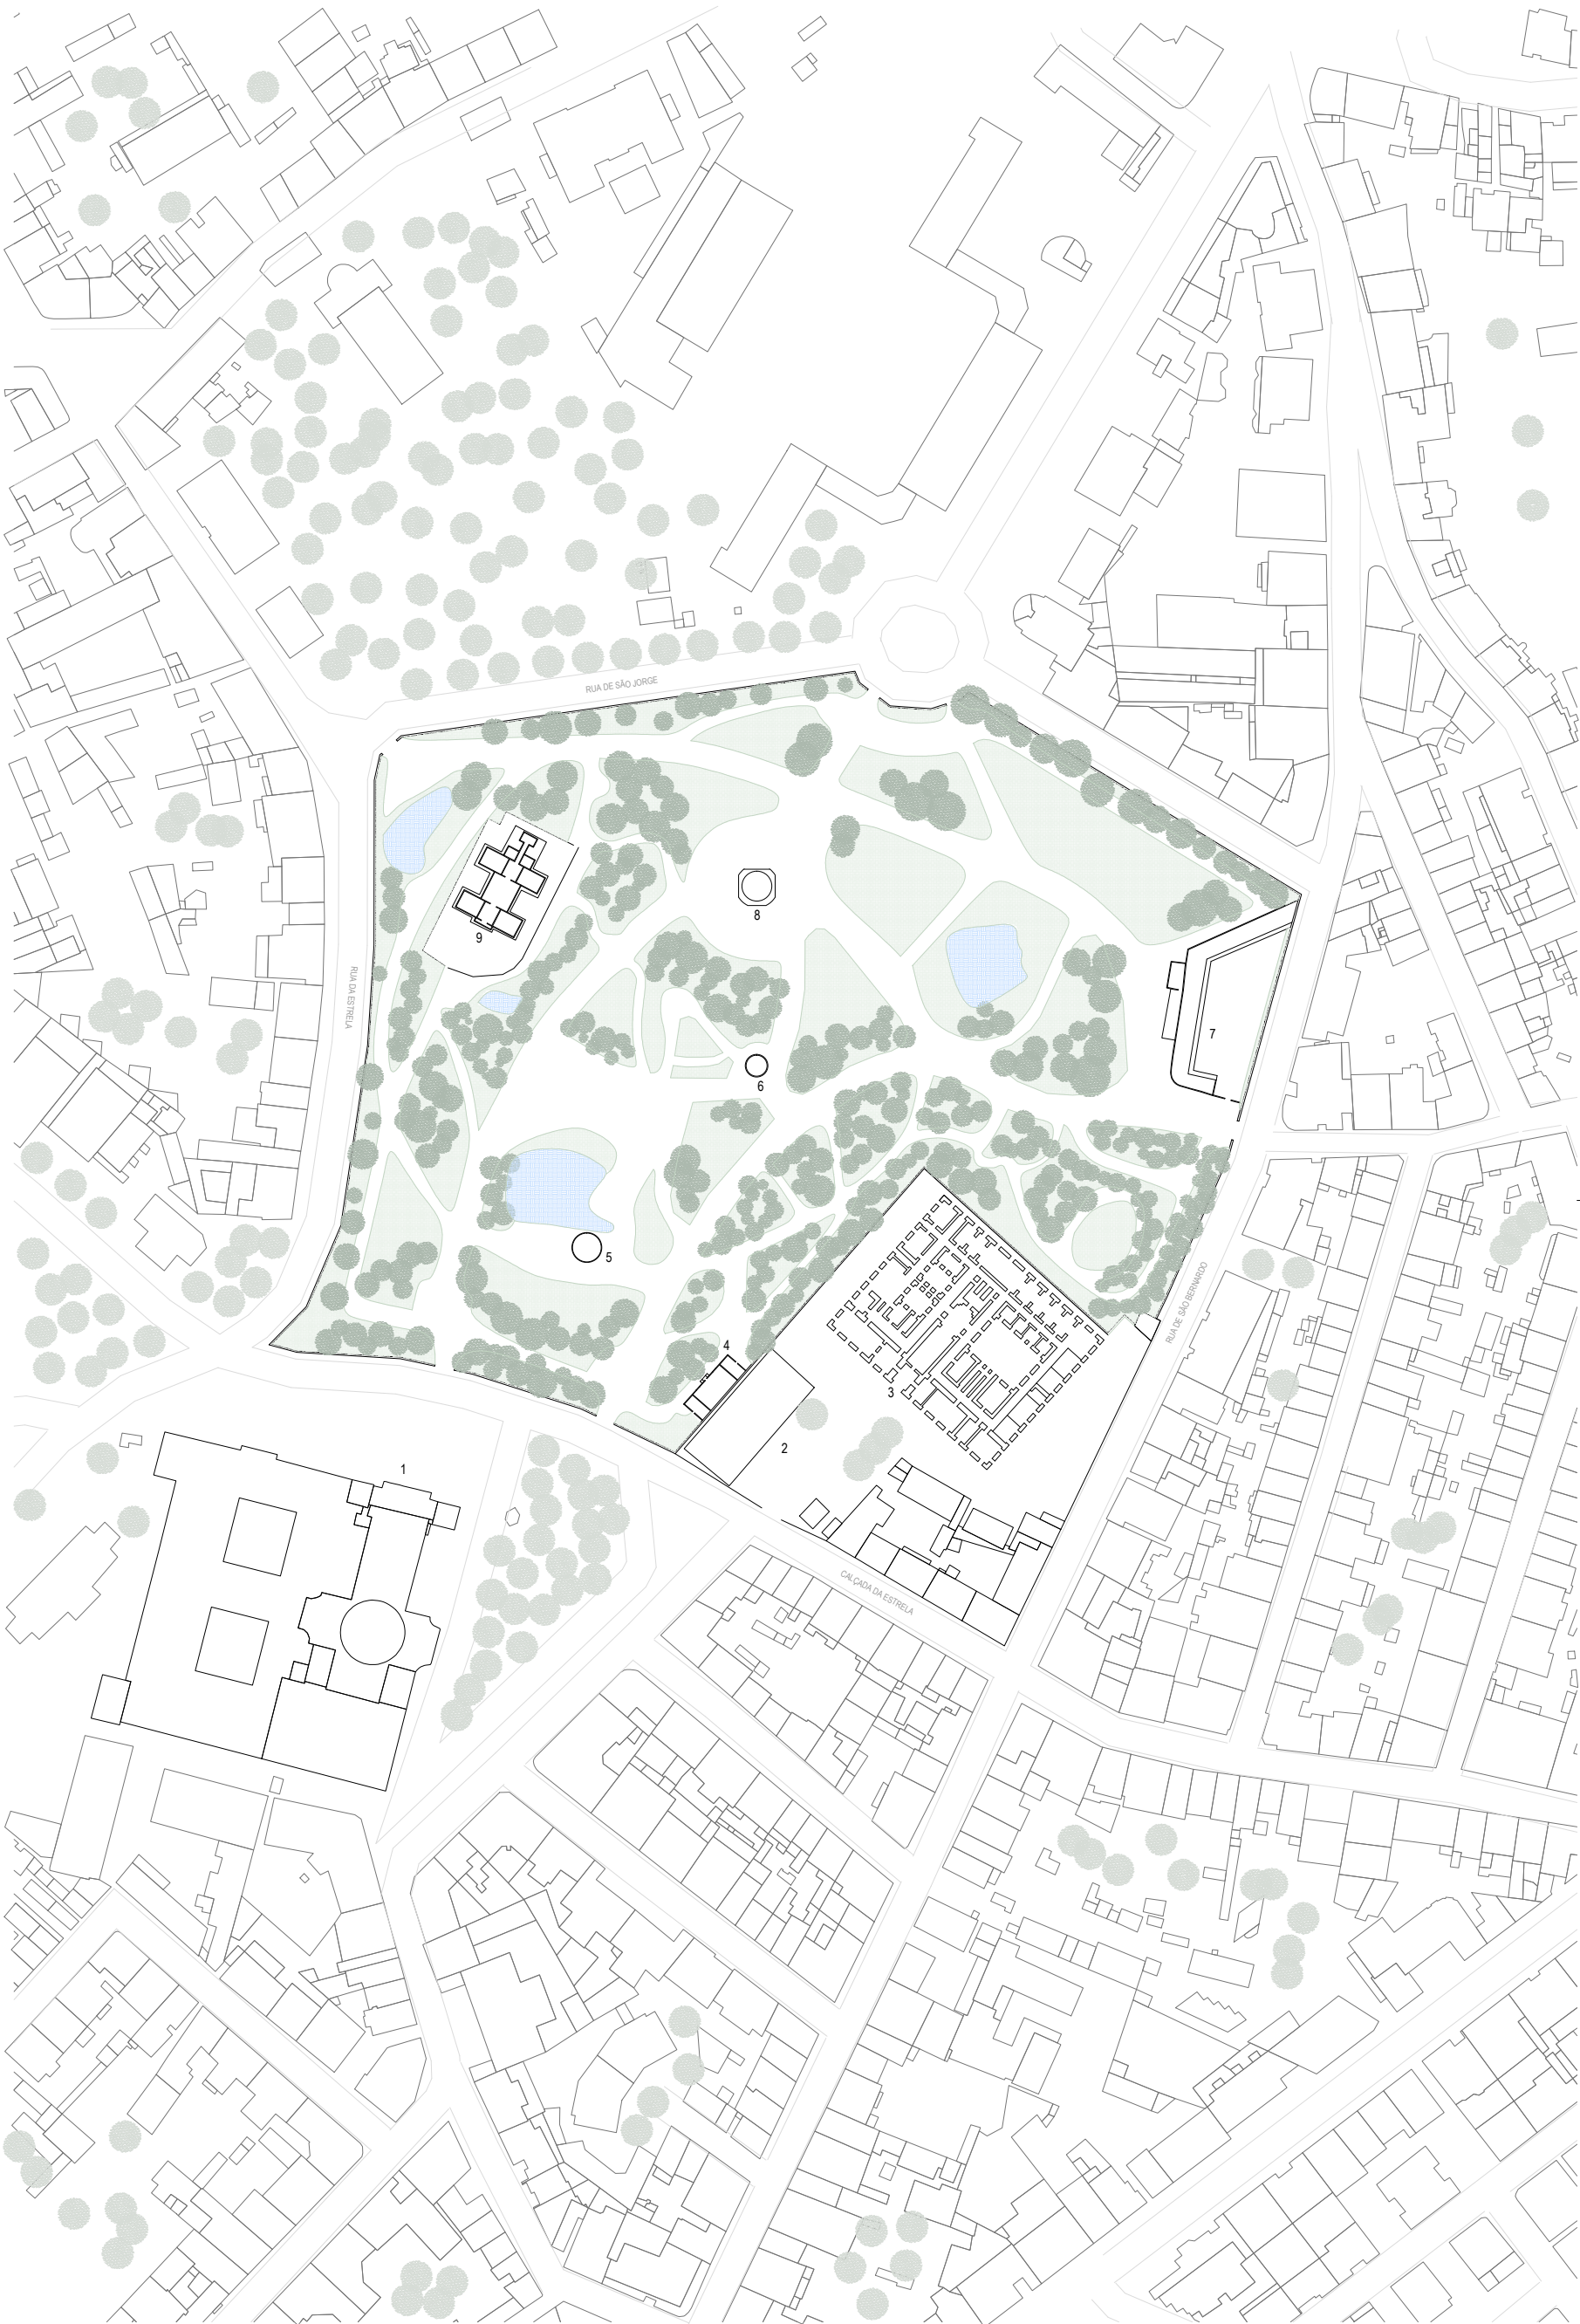 RUA DE SÃO JORGE
8
9
RUA DA ESTRELA
7
6
5
RUA DE SÃO BERNARDO
4
3
2
1
CALÇADA DA ESTRELA